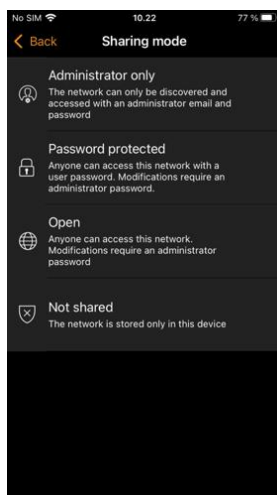 No SIM 10.22 77 %
Back Sharing mode
Administrator only
The network can only be discovered and
accessed with an administrator email and
password
Password protected
Anyone can access this network with a
user password. Modifications require an
administrator password.
Open
Anyone can access this network.
Modifications require an administrator
password
Not shared
The network is stored only in this device